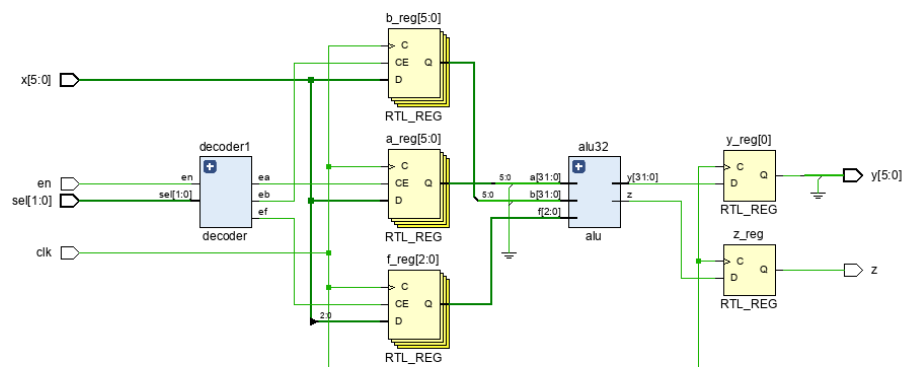 b_reg[5:0]
C
CE
D
Q
RTL_REG
x[5:0]
decoder1
en
sel[1:0]
ea
eb
ef
decoder
en
sel[1:0]
clk
a_reg[5:0]
C
CE
D
Q
RTL_REG
f_reg[2:0]
C
CE
D
Q
2:0
RTL_REG
alu32
5:0
a[31:0]
5:0
b[31:0]
f[2:0]
y[31:0]
z
alu
y_reg[0]
C
D
Q
RTL_REG
y[5:0]
z_reg
C
D
Q
RTL_REG
z